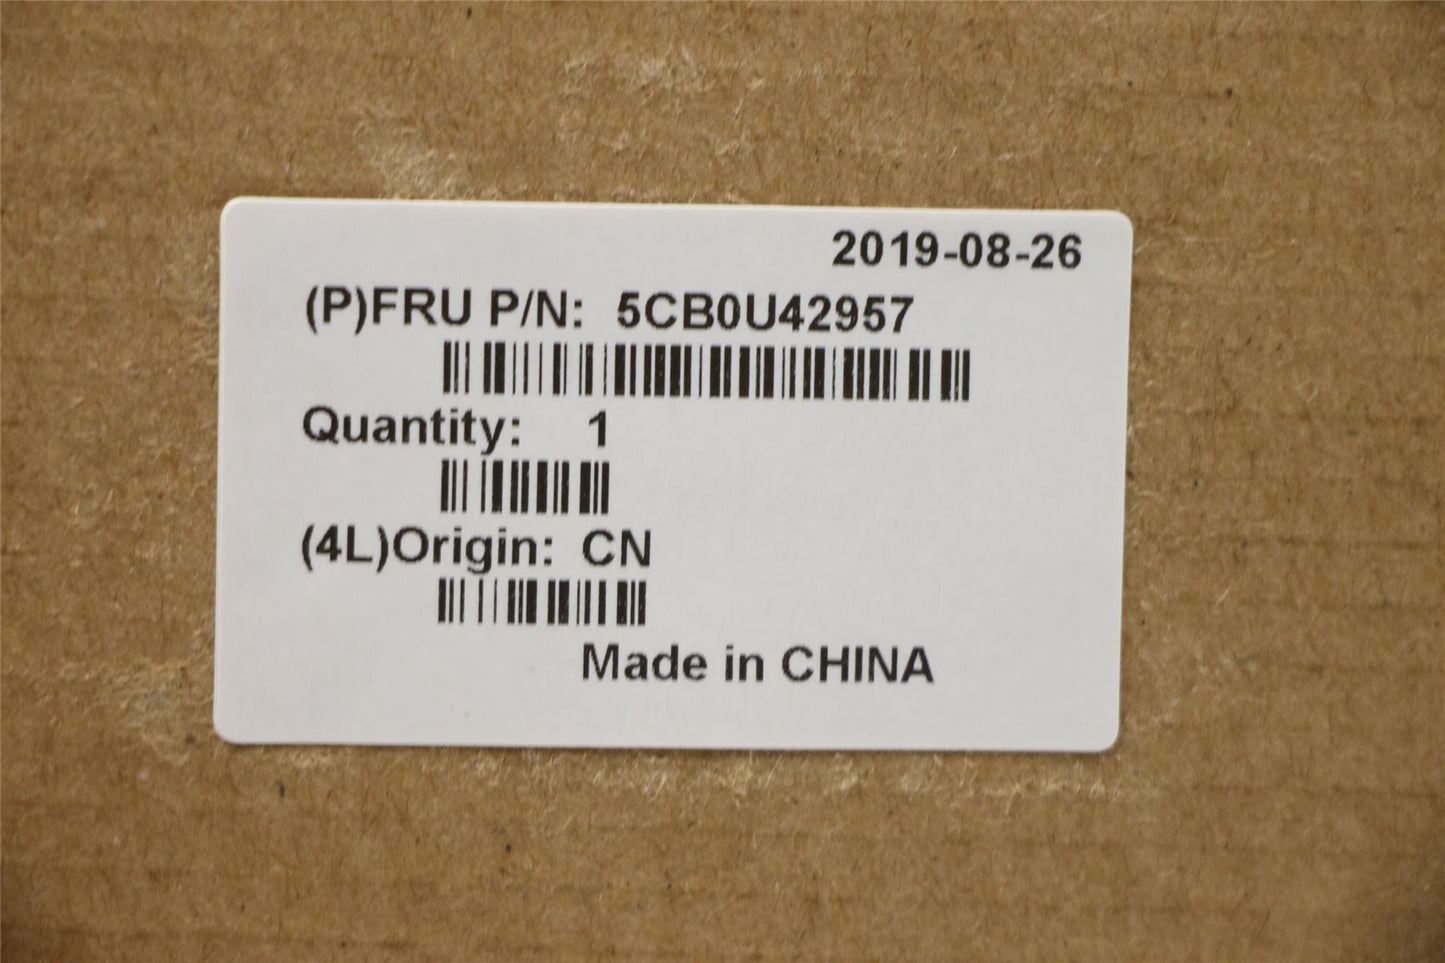 2019-08-26
(P)FRU P/N: 5CB0U42957
Quantity: 1
(4L)Origin: CN
Made in CHINA